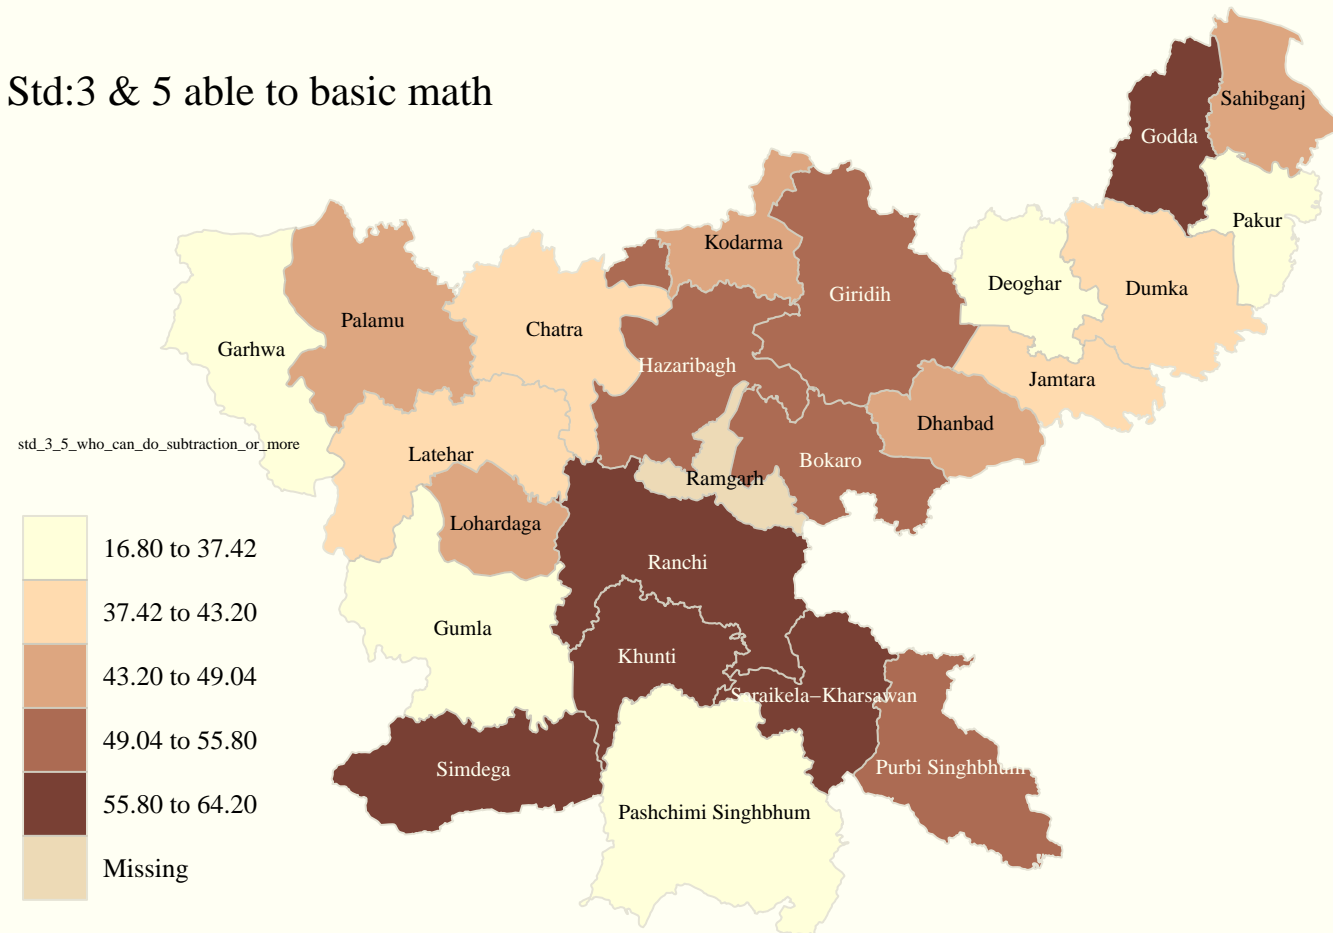 Std:3 & 5 able to basic math
Sahibganj
Godda
Pakur
Kodarma
Deoghar
Dumka
Giridih
Palamu
Chatra
Garhwa
Hazaribagh
Jamtara
Dhanbad
std_3_5_who_can_do_subtraction_or_more
Latehar
Bokaro
Ramgarh
Lohardaga
16.80 to 37.42
Ranchi
37.42 to 43.20
Gumla
Khunti
43.20 to 49.04
Saraikela−Kharsawan
49.04 to 55.80
Simdega
Purbi Singhbhum
55.80 to 64.20
Pashchimi Singhbhum
Missing